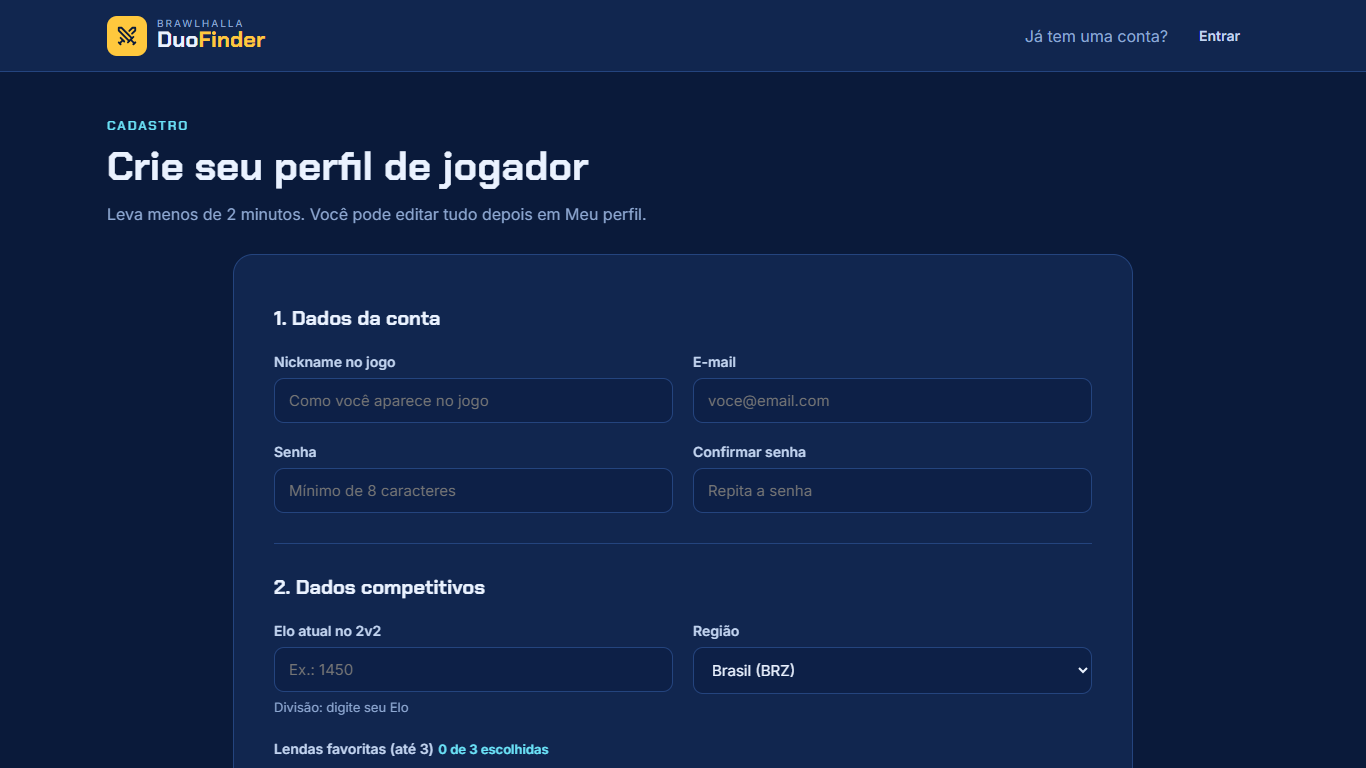 BRAWLHALLA
DuoFinder
Já tem uma conta? Entrar
CADASTRO
Crie seu perfil de jogador
Leva menos de 2 minutos. Você pode editar tudo depois em Meu perfil.
1. Dados da conta
Nickname no jogo E-mail
Como você aparece no jogo voce@email.com
Senha Confirmar senha
Mínimo de 8 caracteres Repita a senha
2. Dados competitivos
Elo atual no 2v2 Região
Ex.: 1450 Brasil (BRZ)
Divisão: digite seu Elo
Lendas favoritas (até 3) 0 de 3 escolhidas